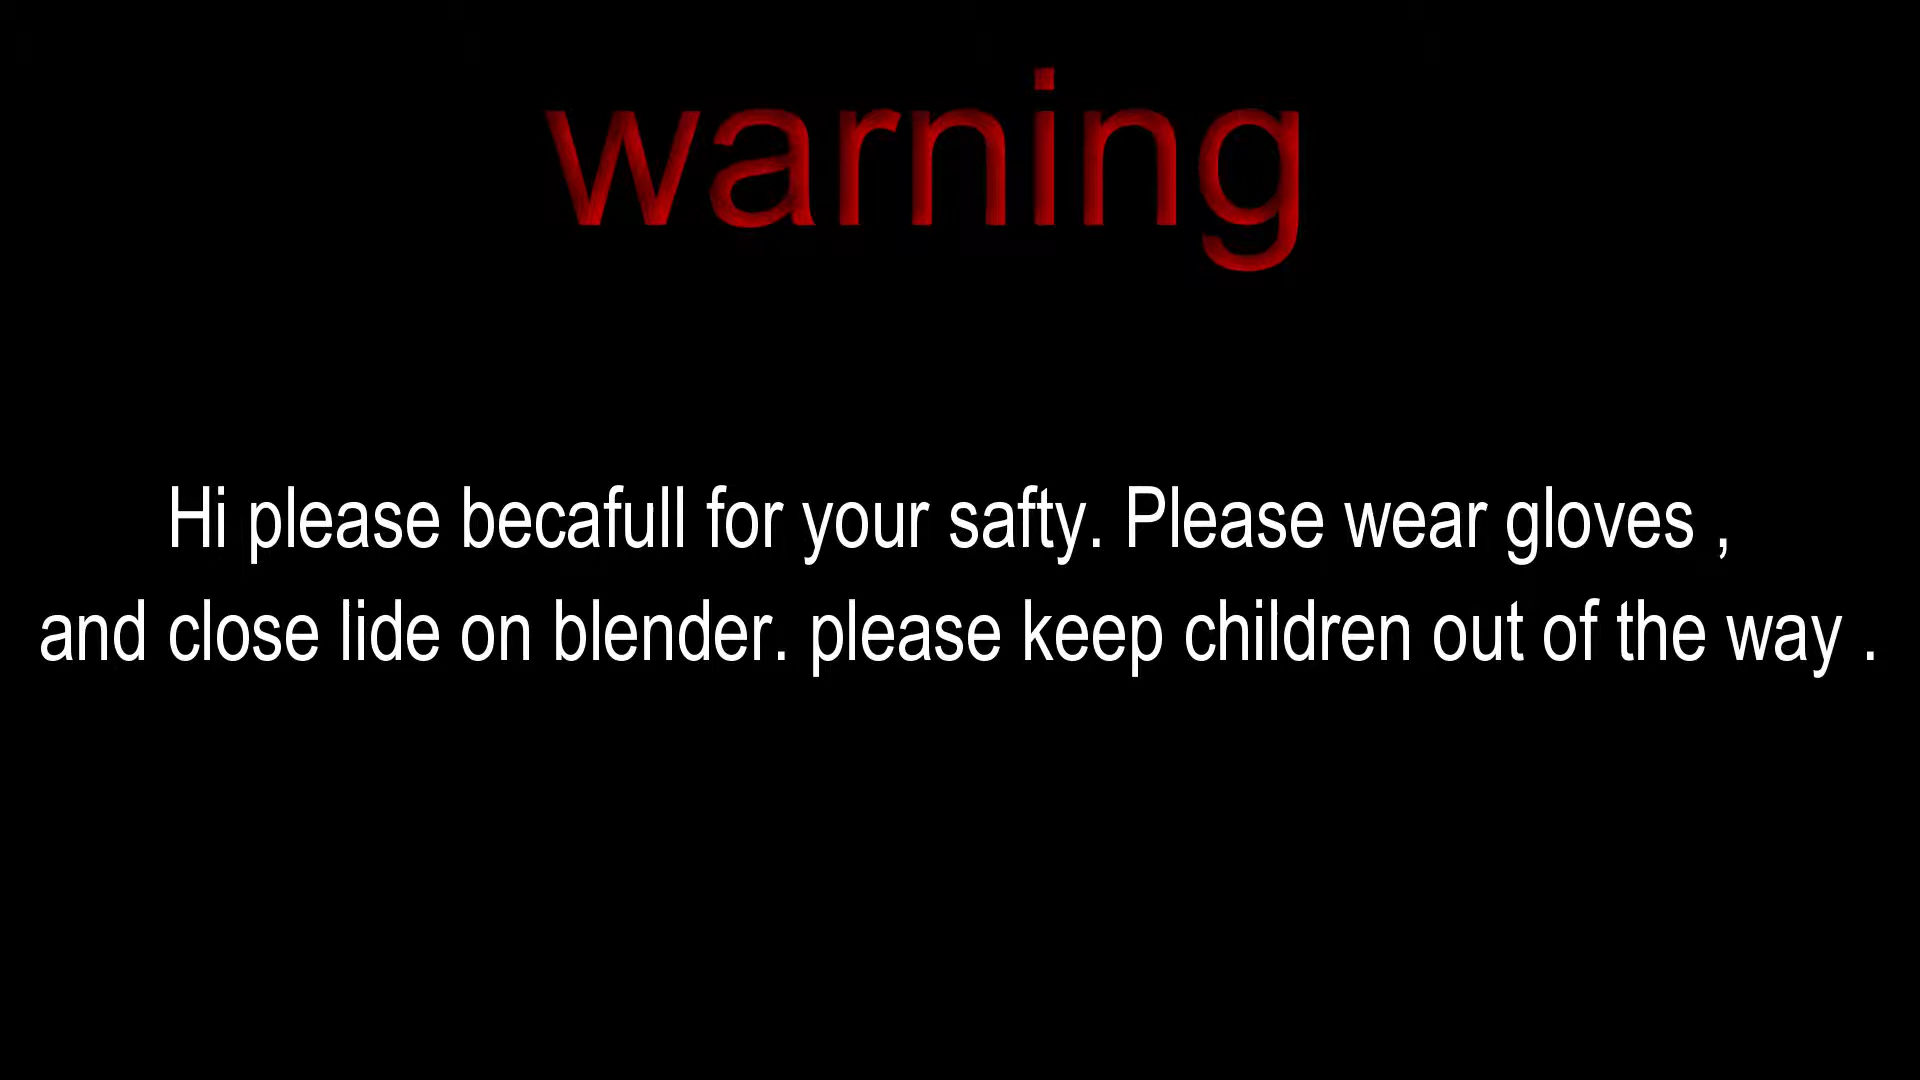 warning
Hi please becafull for your safty. Please wear gloves ,
and close lide on blender. please keep children out of the way .